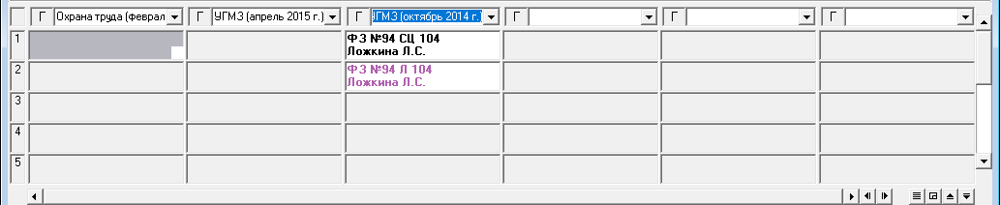 Г Охрана труда (феврал Г УГМЗ (апрель 2015 г.) Г УГМЗ (октябрь 2014 г.) Г Г Г
1 ФЗ №94 СЦ 104
Ложкина Л.С.
2 ФЗ №94 Л 104
Ложкина Л.С.
3
4
5